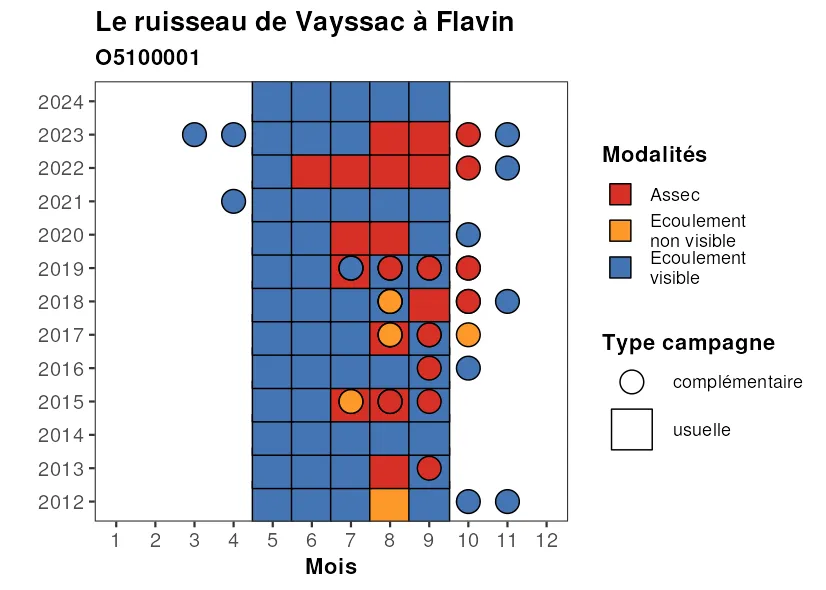 Le ruisseau de Vayssac à Flavin
O5100001
2024
2023
2022
2021
2020
2019
2018
2017
2016
2015
2014
2013
2012
1 2 3 4 5 6 7 8 9 10 11 12
Mois
Modalités
Assec
Ecoulement
non visible
Ecoulement
visible
Type campagne
complémentaire
usuelle